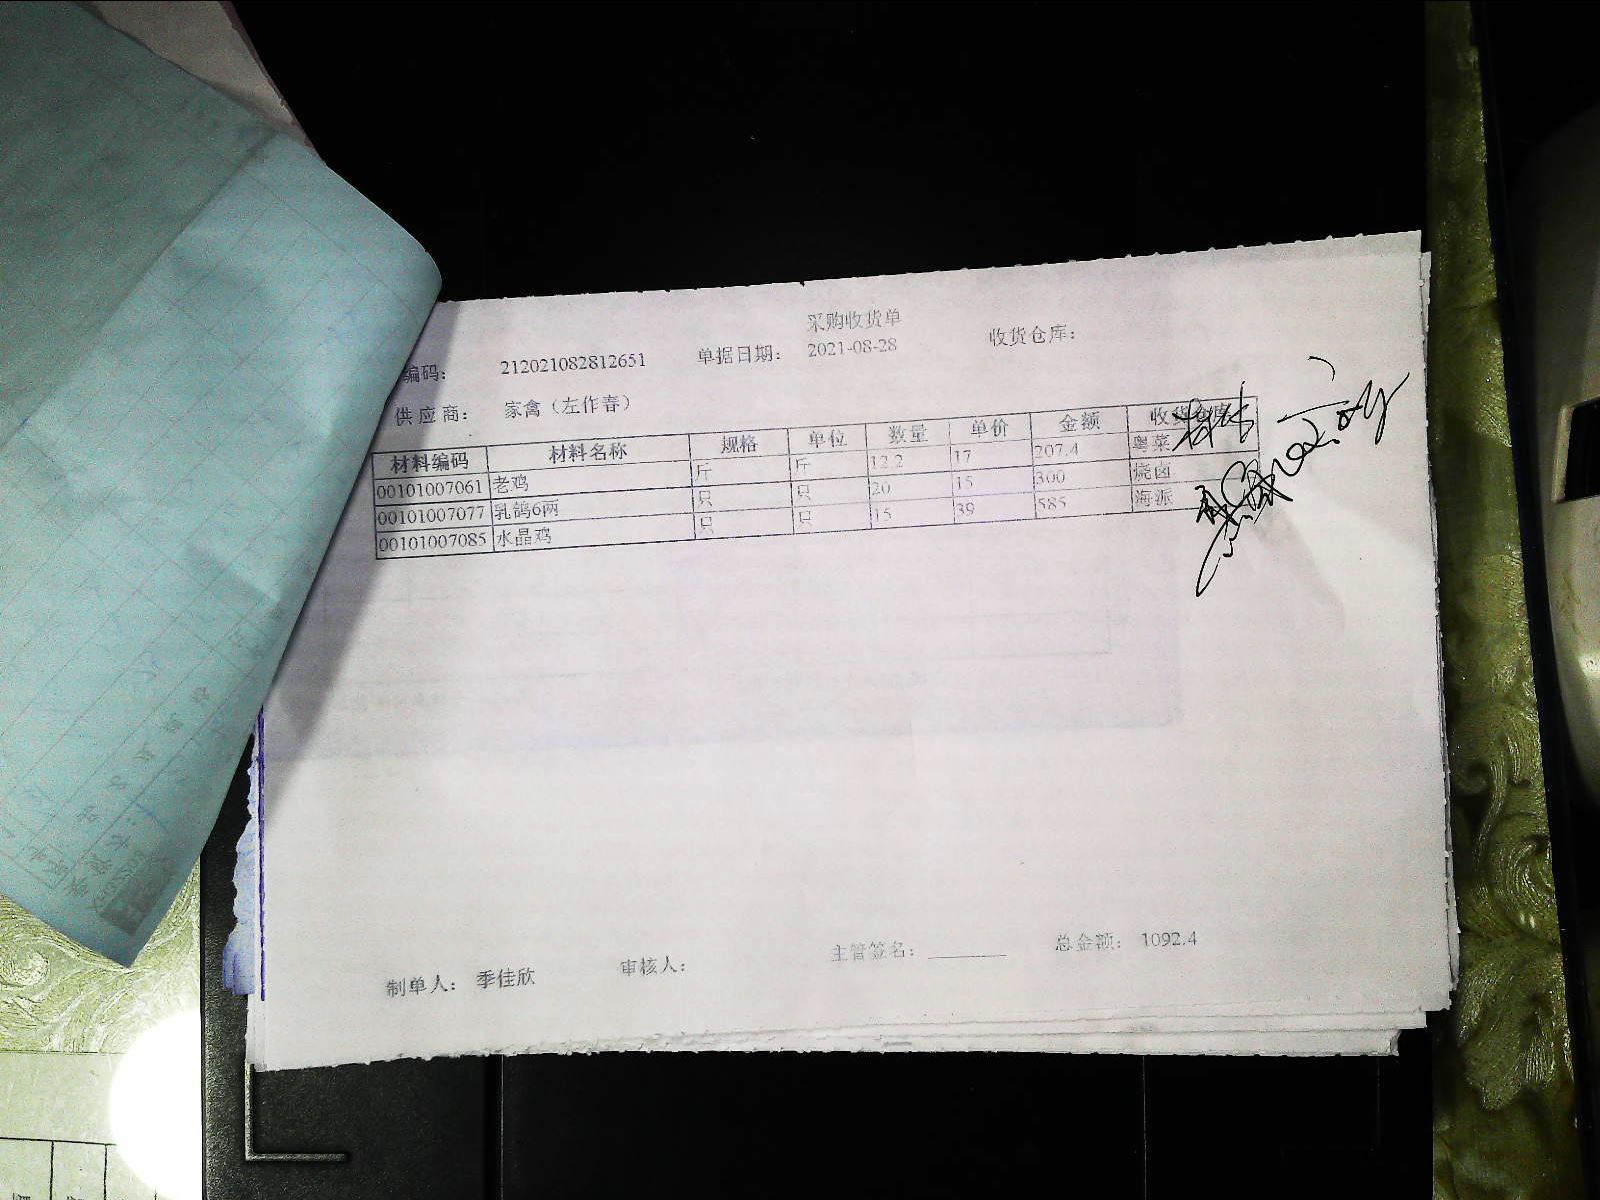 采购收货单
编码： 212021082812651 单据日期： 2021-08-28 收货仓库：
供应商： 家禽（左作春）
材料编码 材料名称 规格 单位 数量 单价 金额 收货仓库
00101007061 老鸡 斤 斤 12.2 17 207.4 粤菜
00101007077 乳鸽6两 只 只 20 15 300 烧卤
00101007085 水晶鸡 只 只 15 39 585 海派
制单人： 季佳欣 审核人： 主管签名： 总金额： 1092.4